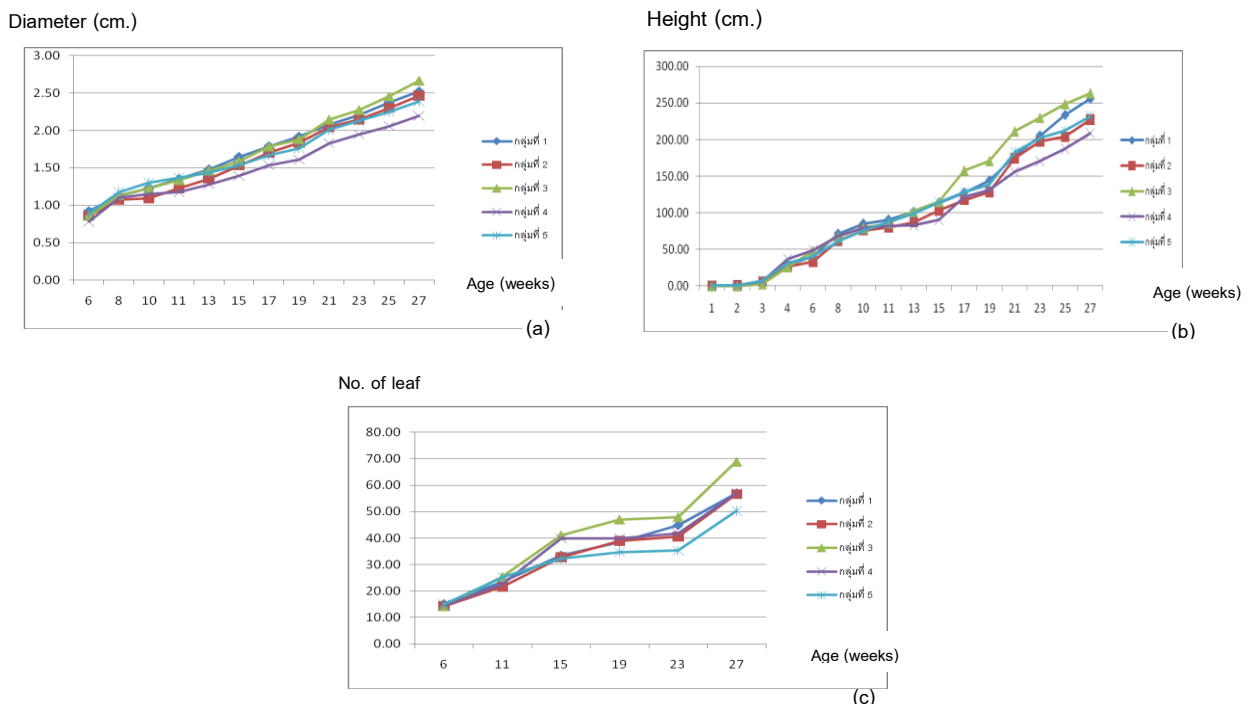 Diameter (cm.)
3.00
2.50
2.00
1.50
1.00
0.50
0.00
6 8 10 11 13 15 17 19 21 23 25 27
Age (weeks)
กลุ่มที่ 1
กลุ่มที่ 2
กลุ่มที่ 3
กลุ่มที่ 4
กลุ่มที่ 5
(a)
Height (cm.)
300.00
250.00
200.00
150.00
100.00
50.00
0.00
1 2 3 4 6 8 10 11 13 15 17 19 21 23 25 27
Age (weeks)
กลุ่มที่ 1
กลุ่มที่ 2
กลุ่มที่ 3
กลุ่มที่ 4
กลุ่มที่ 5
(b)
No. of leaf
80.00
70.00
60.00
50.00
40.00
30.00
20.00
10.00
0.00
6 11 15 19 23 27
Age (weeks)
กลุ่มที่ 1
กลุ่มที่ 2
กลุ่มที่ 3
กลุ่มที่ 4
กลุ่มที่ 5
(c)